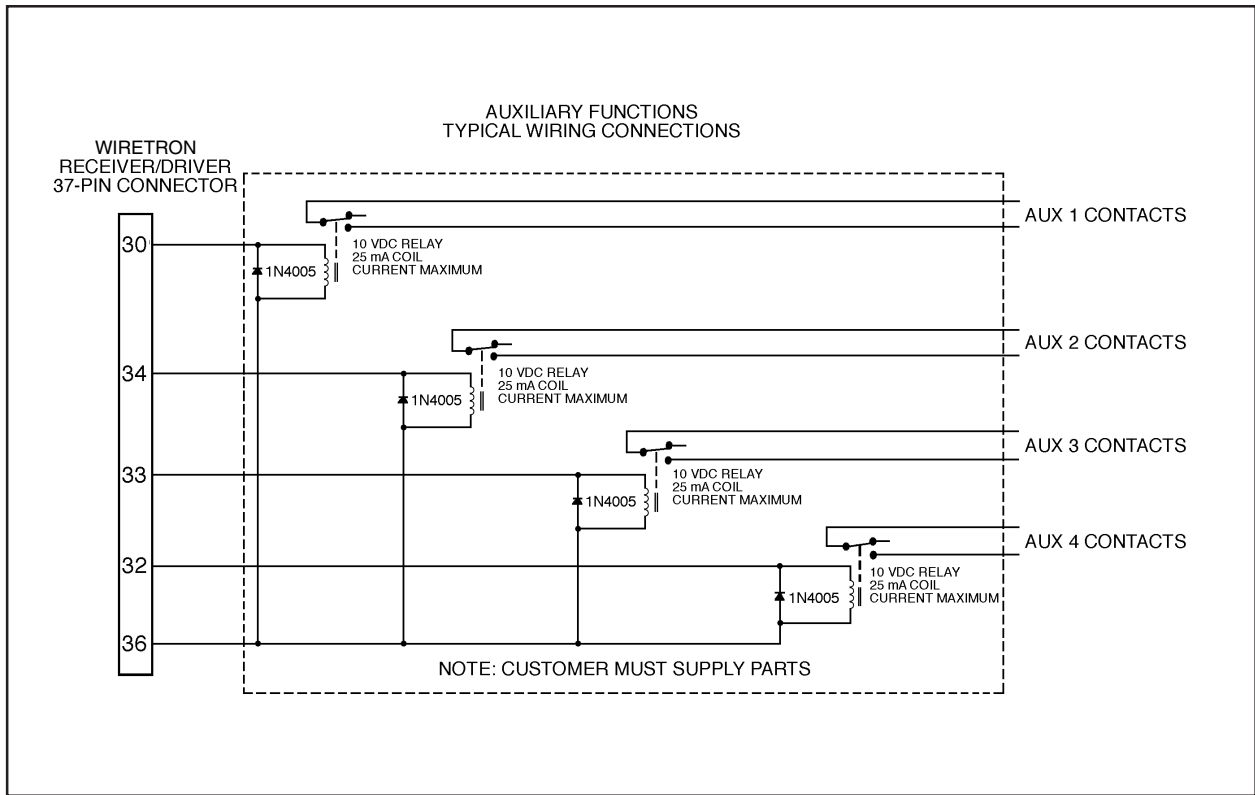 AUXILIARY FUNCTIONS
TYPICAL WIRING CONNECTIONS
WIRETRON
RECEIVER/DRIVER
37-PIN CONNECTOR
AUX 1 CONTACTS
30
1N4005
10 VDC RELAY
25 mA COIL
CURRENT MAXIMUM
AUX 2 CONTACTS
34
1N4005
10 VDC RELAY
25 mA COIL
CURRENT MAXIMUM
AUX 3 CONTACTS
33
1N4005
10 VDC RELAY
25 mA COIL
CURRENT MAXIMUM
AUX 4 CONTACTS
32
1N4005
10 VDC RELAY
25 mA COIL
CURRENT MAXIMUM
36
NOTE: CUSTOMER MUST SUPPLY PARTS